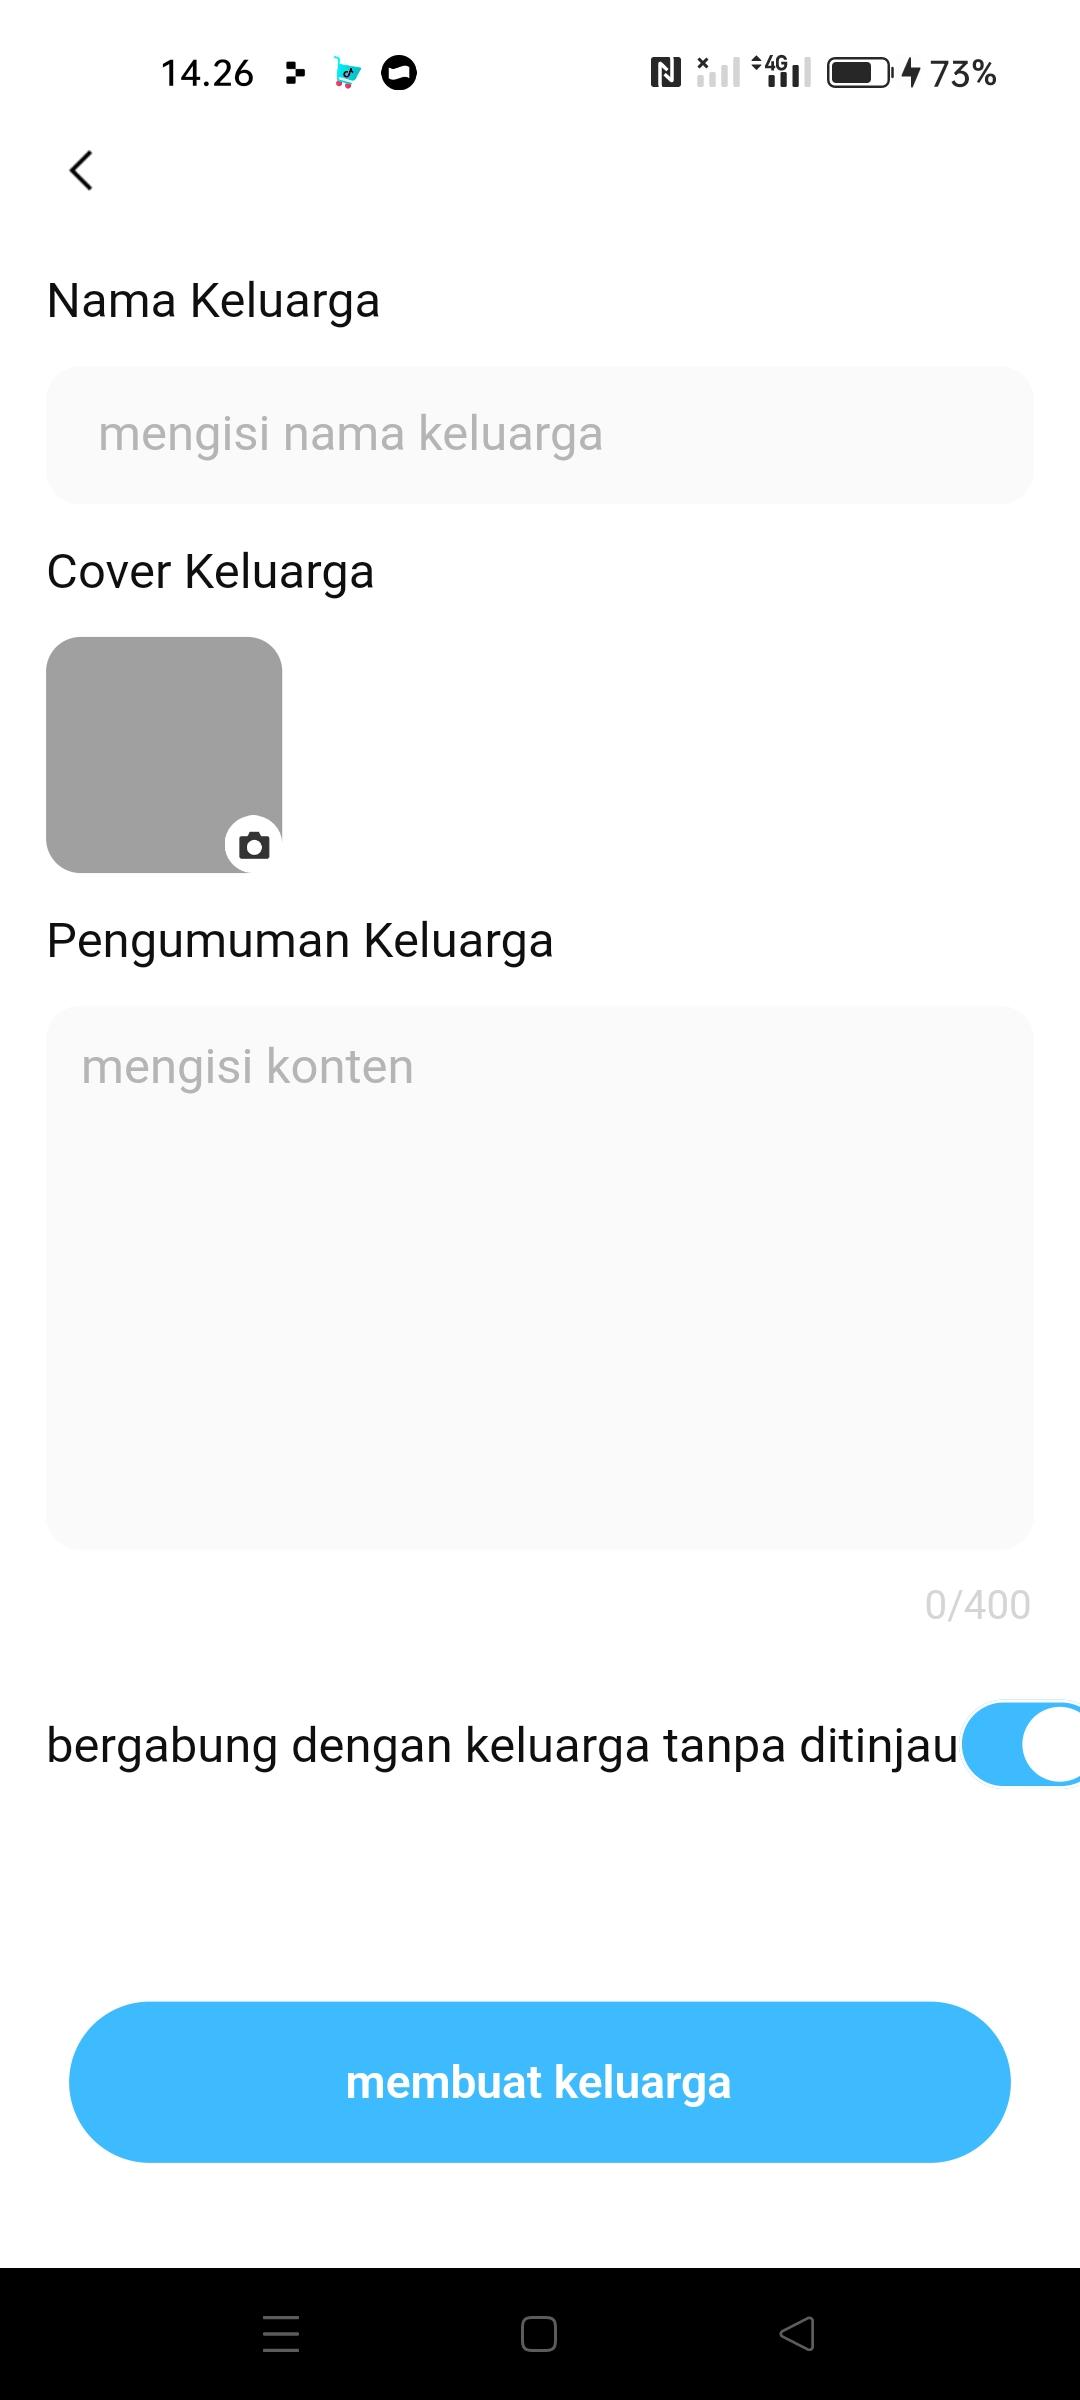 14.26
4G
73%
Nama Keluarga
mengisi nama keluarga
Cover Keluarga
Pengumuman Keluarga
mengisi konten
0/400
bergabung dengan keluarga tanpa ditinjau
membuat keluarga